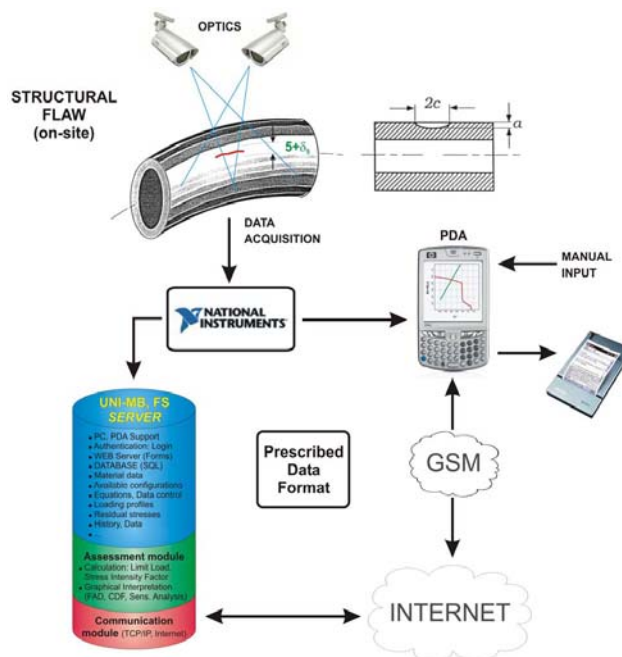 OPTICS
STRUCTURAL
FLAW
(on-site)
5+δ₅
2c
a
DATA
ACQUISITION
PDA
MANUAL
INPUT
NATIONAL
INSTRUMENTS
UNI-MB, FS
SERVER
• PC, PDA Support
• Authentication: Login
• WEB Server (Forms)
• DATABASE (SQL)
• Material data
• Available configurations
• Equations, Data control
• Loading profiles
• Residual stresses
• History, Data
• ...
Prescribed
Data
Format
GSM
Assessment module
• Calculation: Limit Load,
Stress Intensity Factor
• Graphical Interpretation
(FAD, CDF, Sens. Analysis)
Communication
module (TCP/IP, Internet)
INTERNET